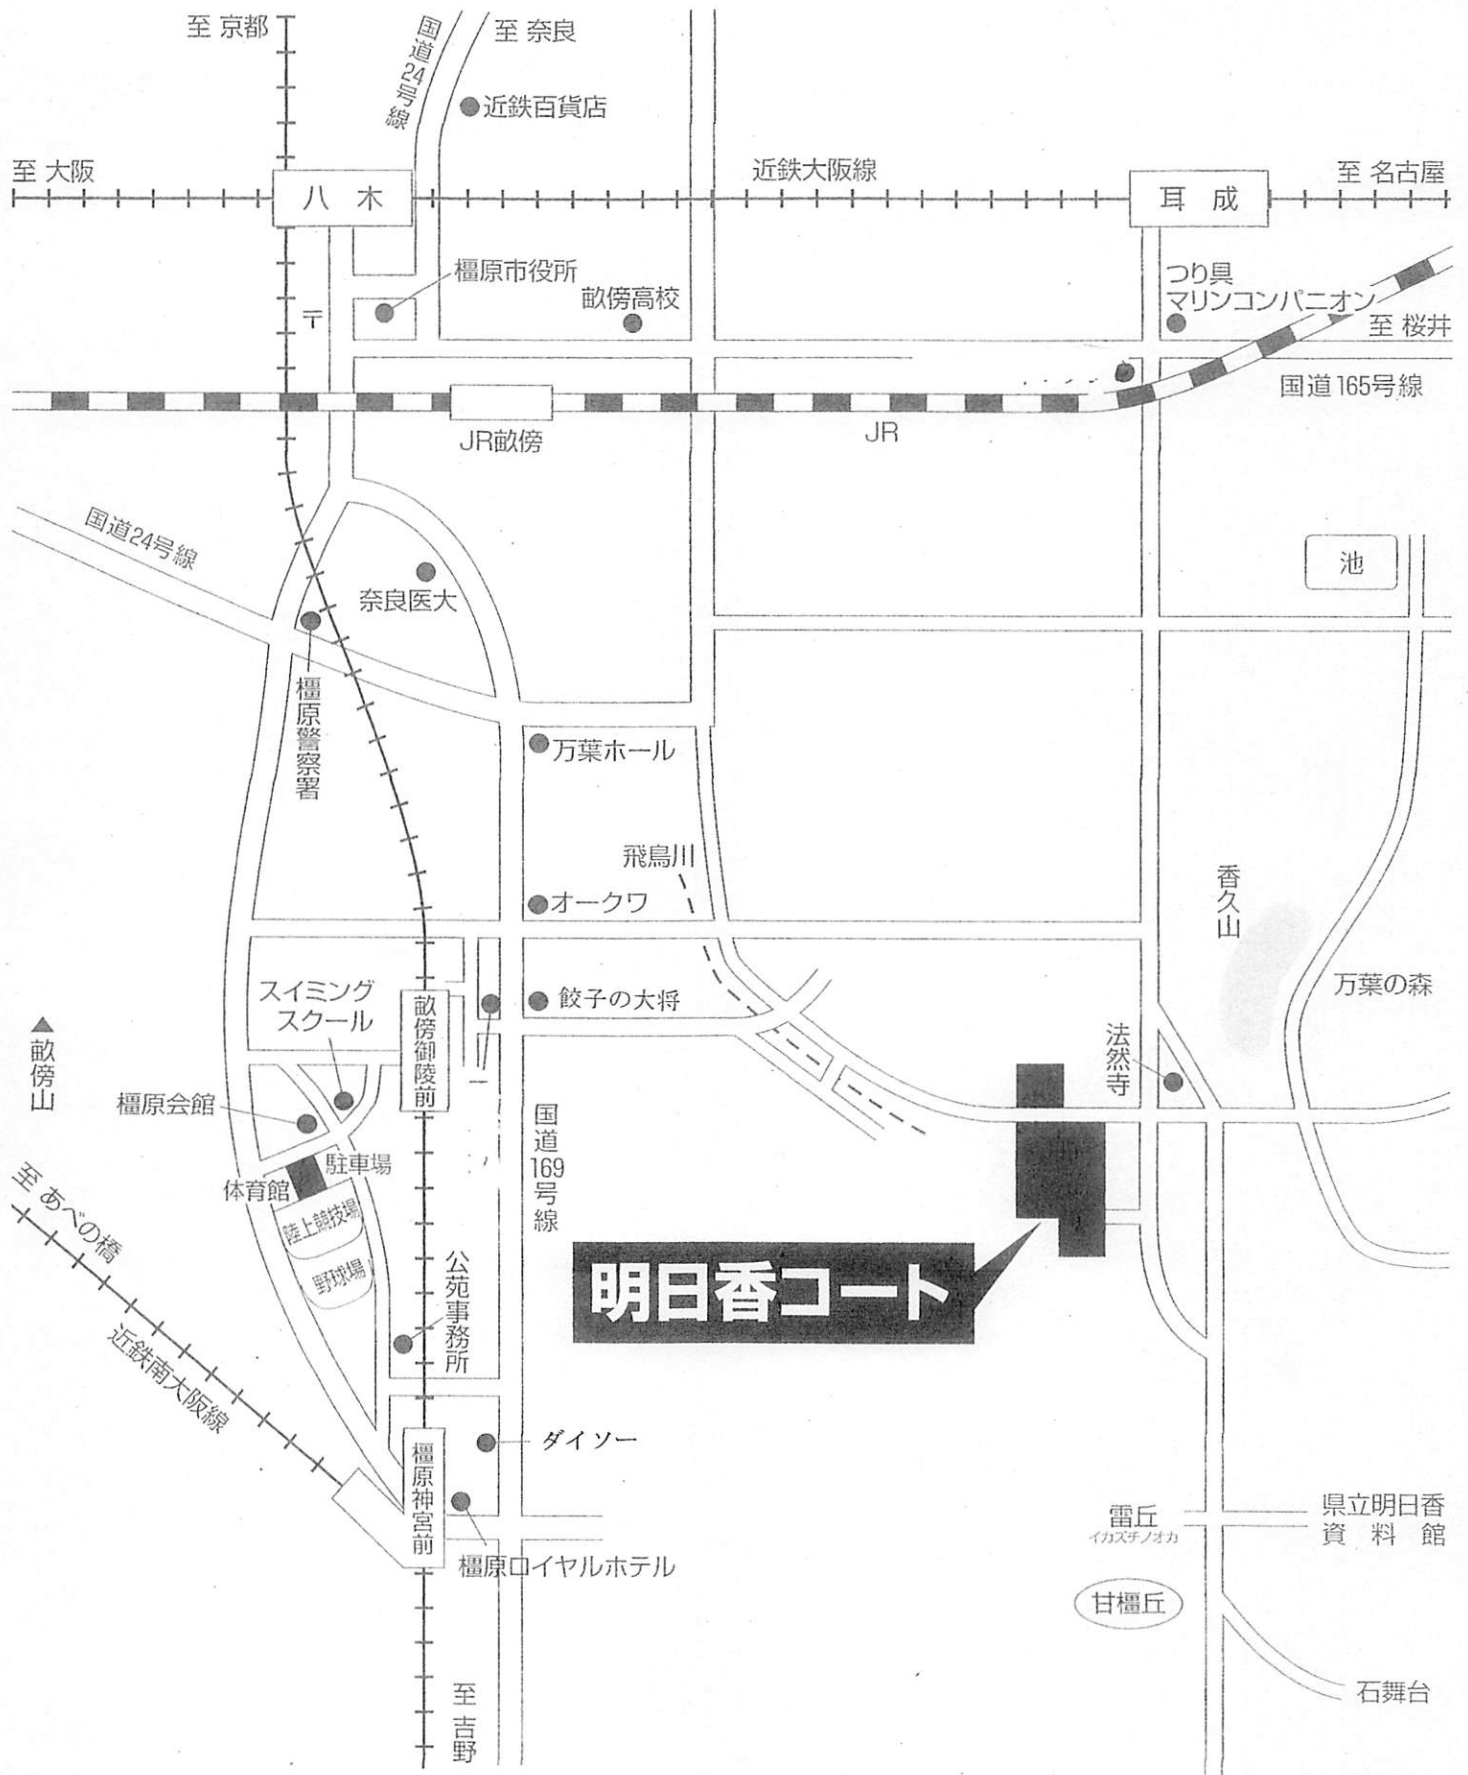 至 京都
国道24号線
至 奈良
近鉄百貨店
至 大阪
八 木
近鉄大阪線
耳 成
至 名古屋
橿原市役所
〒
畝傍高校
つり具
マリンコンパニオン
至 桜井
国道165号線
JR畝傍
JR
国道24号線
奈良医大
池
橿原警察署
万葉ホール
飛鳥川
オークワ
香久山
スイミング
スクール
畝傍御陵前
餃子の大将
万葉の森
▲畝傍山
法然寺
橿原会館
国道169号線
駐車場
体育館
至 あべの橋
陸上競技場
野球場
公苑事務所
明日香コート
近鉄南大阪線
ダイソー
橿原神宮前
橿原ロイヤルホテル
雷丘
イカズチノオカ
県立明日香
資料館
甘橿丘
石舞台
至 吉野